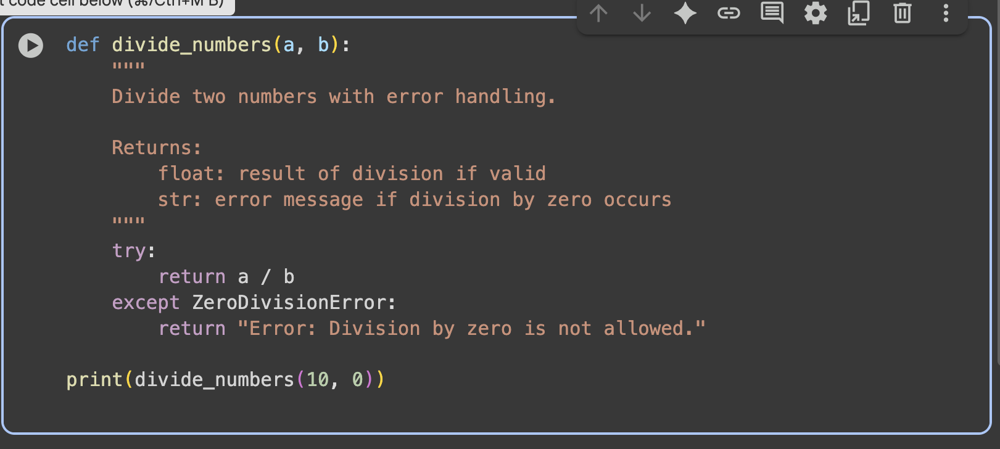 code cell below (⌘/Ctrl+M B)
def divide_numbers(a, b):
    """
    Divide two numbers with error handling.

    Returns:
        float: result of division if valid
        str: error message if division by zero occurs
    """
    try:
        return a / b
    except ZeroDivisionError:
        return "Error: Division by zero is not allowed."

print(divide_numbers(10, 0))